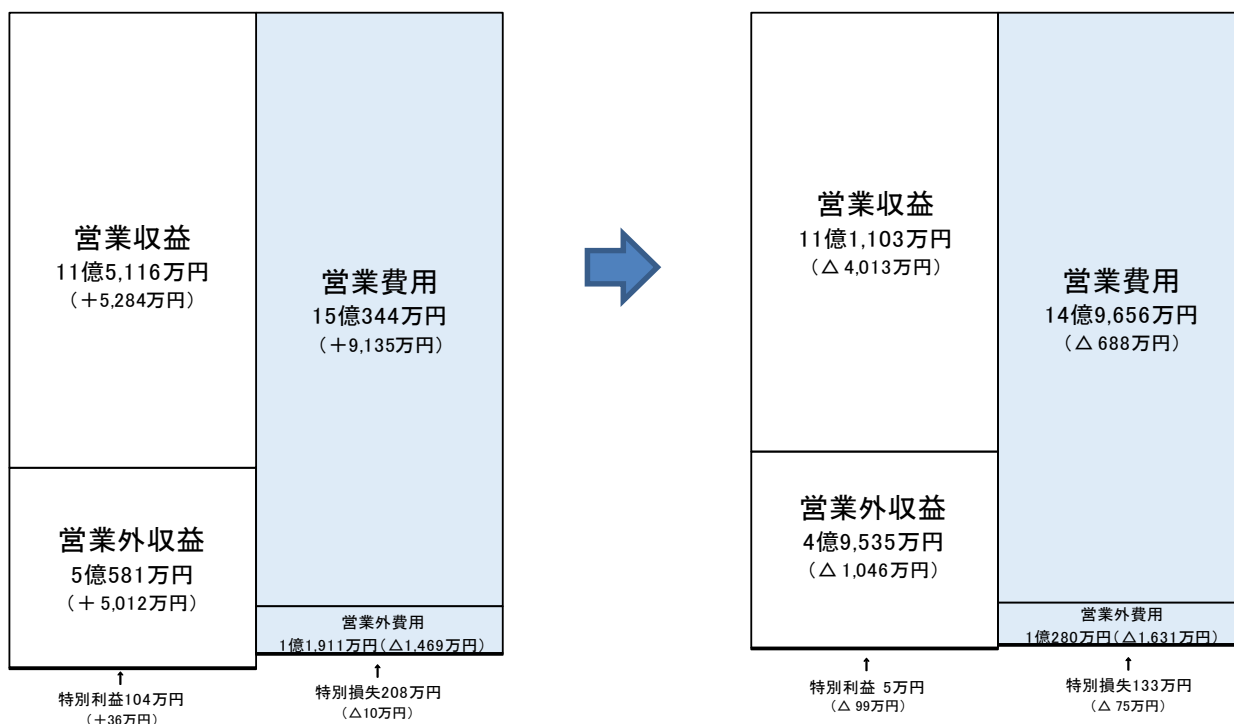 営業収益
11億5,116万円
（＋5,284万円）
営業外収益
5億581万円
（＋5,012万円）
特別利益104万円
（＋36万円）
営業費用
15億344万円
（＋9,135万円）
営業外費用
1億1,911万円(△1,469万円)
特別損失208万円
（△10万円）
営業収益
11億1,103万円
（△4,013万円）
営業外収益
4億9,535万円
（△1,046万円）
特別利益 5万円
（△ 99万円）
営業費用
14億9,656万円
（△ 688万円）
営業外費用
1億280万円(△1,631万円)
特別損失133万円
（△ 75万円）